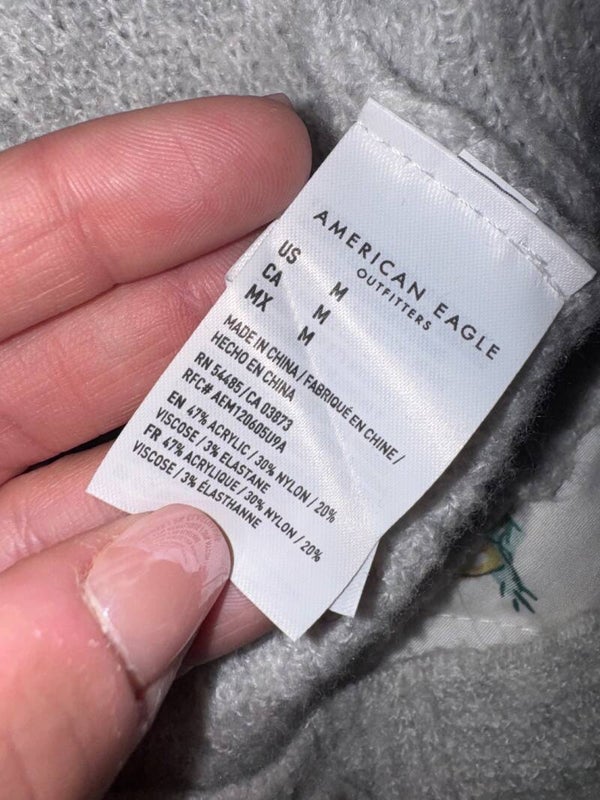 AMERICAN EAGLE
OUTFITTERS
US M
CA M
MX M
MADE IN CHINA / FABRIQUÉ EN CHINE /
HECHO EN CHINA
RN 54485 / CA 03873
RFC# AEM120605U9A
EN 47% ACRYLIC / 30% NYLON / 20%
VISCOSE / 3% ELASTANE
FR 47% ACRYLIQUE / 30% NYLON / 20%
VISCOSE / 3% ÉLASTHANNE